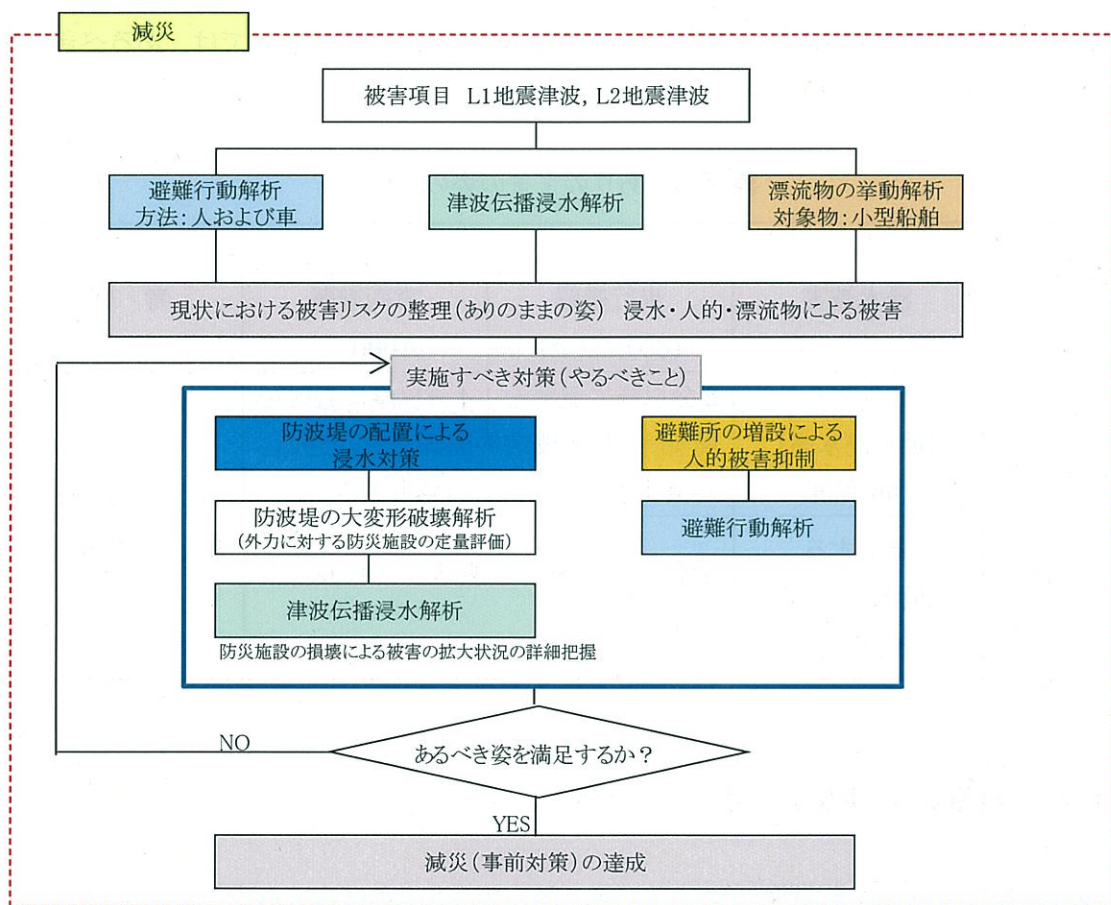 減災
被害項目 L1地震津波, L2地震津波
避難行動解析
方法:人および車
津波伝播浸水解析
漂流物の挙動解析
対象物:小型船舶
現状における被害リスクの整理(ありのままの姿) 浸水・人的・漂流物による被害
実施すべき対策(やるべきこと)
防波堤の配置による
浸水対策
防波堤の大変形破壊解析
(外力に対する防災施設の定量評価)
津波伝播浸水解析
防災施設の損壊による被害の拡大状況の詳細把握
避難所の増設による
人的被害抑制
避難行動解析
あるべき姿を満足するか?
NO
YES
減災(事前対策)の達成